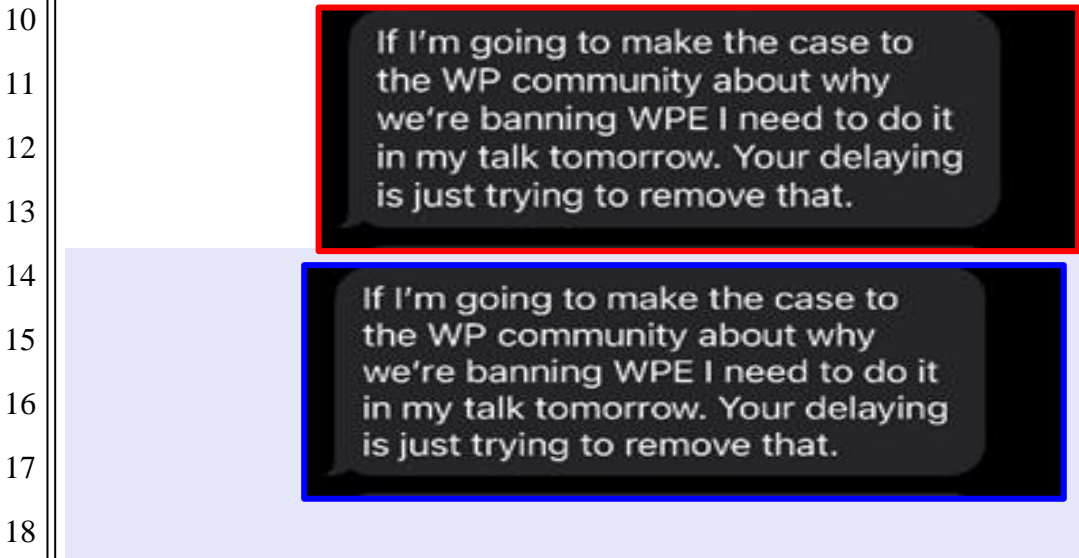 10
If I'm going to make the case to
11
the WP community about why
we're banning WPE I need to do it
12
in my talk tomorrow. Your delaying
13
is just trying to remove that.
14
If I'm going to make the case to
15
the WP community about why
we're banning WPE I need to do it
16
in my talk tomorrow. Your delaying
is just trying to remove that.
17
18